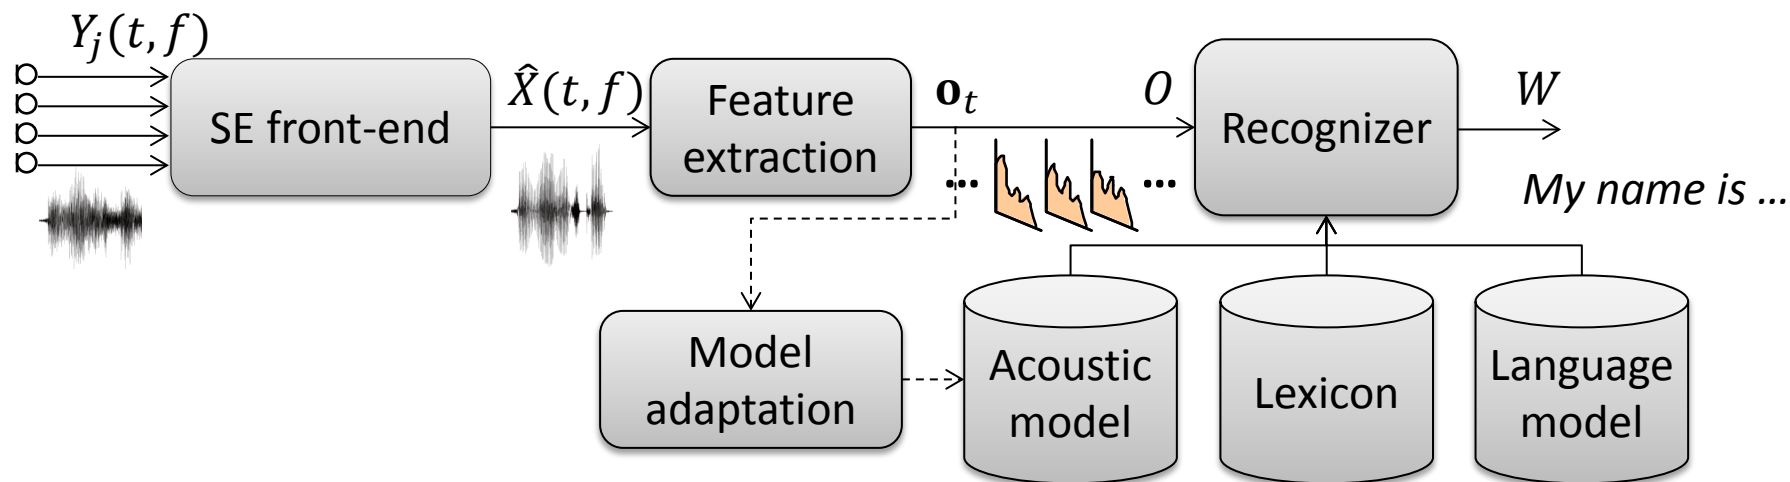 Y_j(t, f)
SE front-end
X̂(t, f)
Feature
extraction
𝐨_t
O
Recognizer
W
...
...
My name is ...
Model
adaptation
Acoustic
model
Lexicon
Language
model